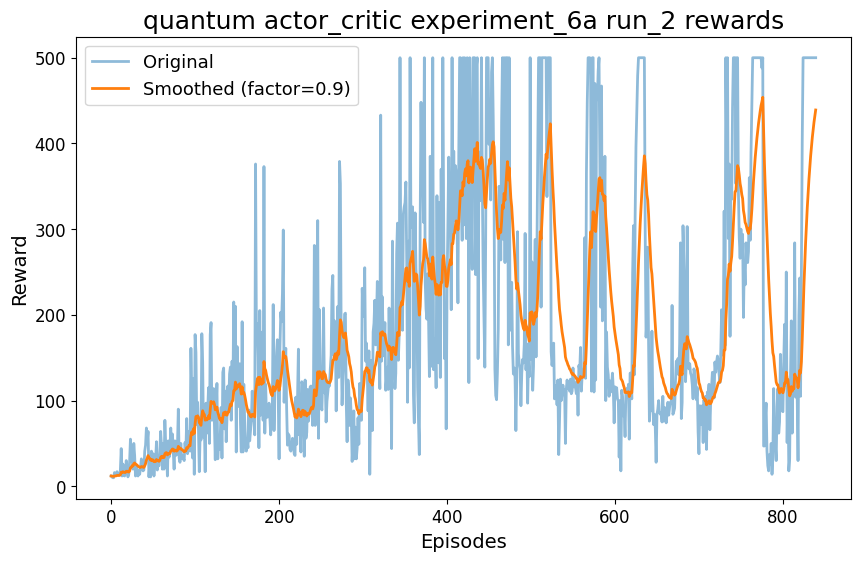 quantum actor_critic experiment_6a run_2 rewards
Original
Smoothed (factor=0.9)
500
400
300
200
100
0
Reward
0 200 400 600 800
Episodes